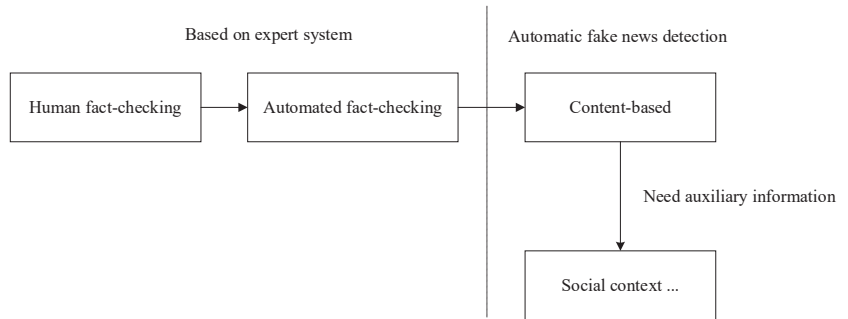 Based on expert system
Automatic fake news detection
Human fact-checking
Automated fact-checking
Content-based
Need auxiliary information
Social context ...